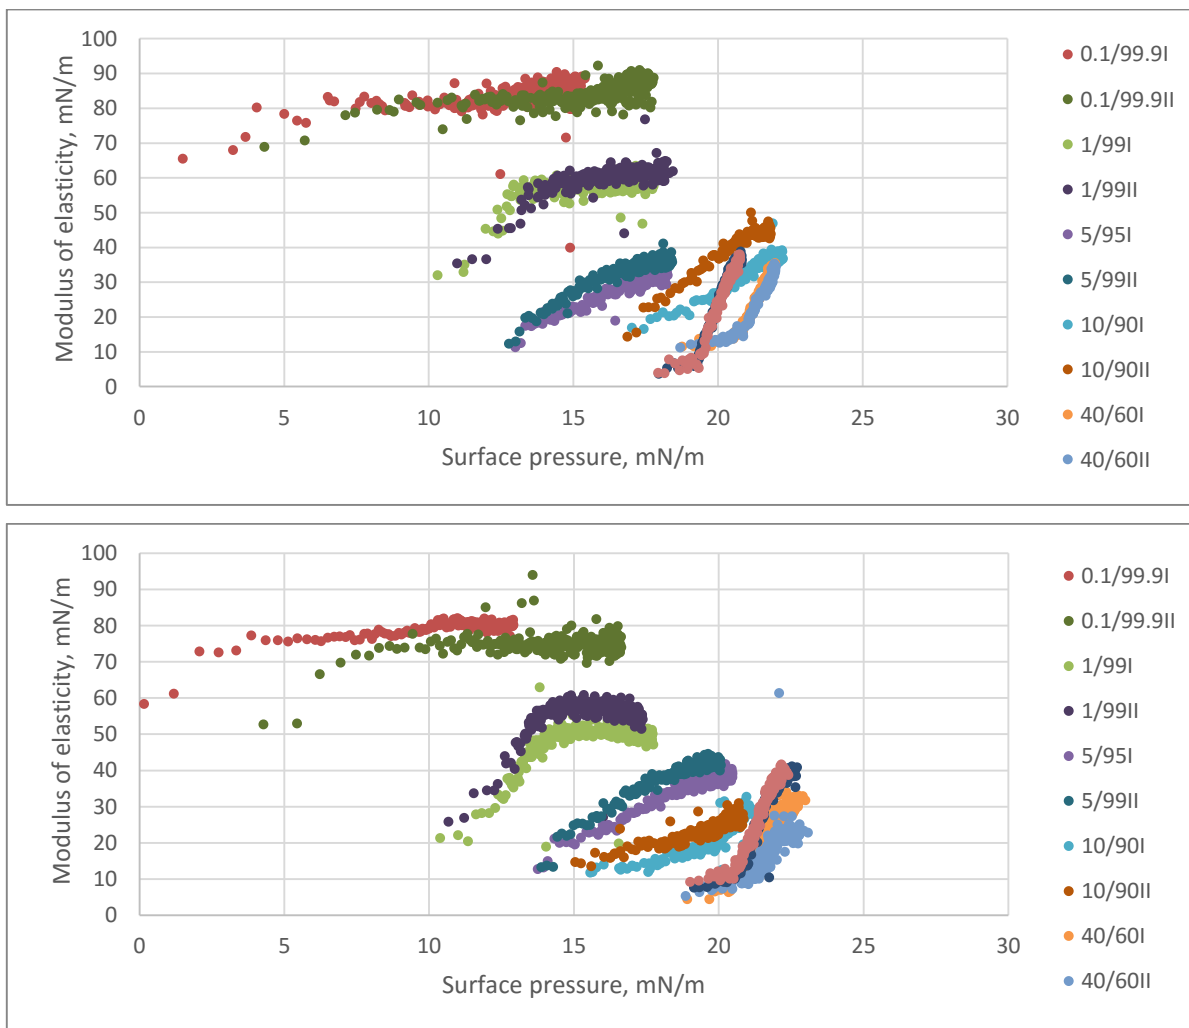 100
90
80
70
60
50
40
30
20
10
0
Modulus of elasticity, mN/m
0 5 10 15 20 25 30
Surface pressure, mN/m
0.1/99.9I
0.1/99.9II
1/99I
1/99II
5/95I
5/99II
10/90I
10/90II
40/60I
40/60II
100
90
80
70
60
50
40
30
20
10
0
Modulus of elasticity, mN/m
0 5 10 15 20 25 30
Surface pressure, mN/m
0.1/99.9I
0.1/99.9II
1/99I
1/99II
5/95I
5/99II
10/90I
10/90II
40/60I
40/60II